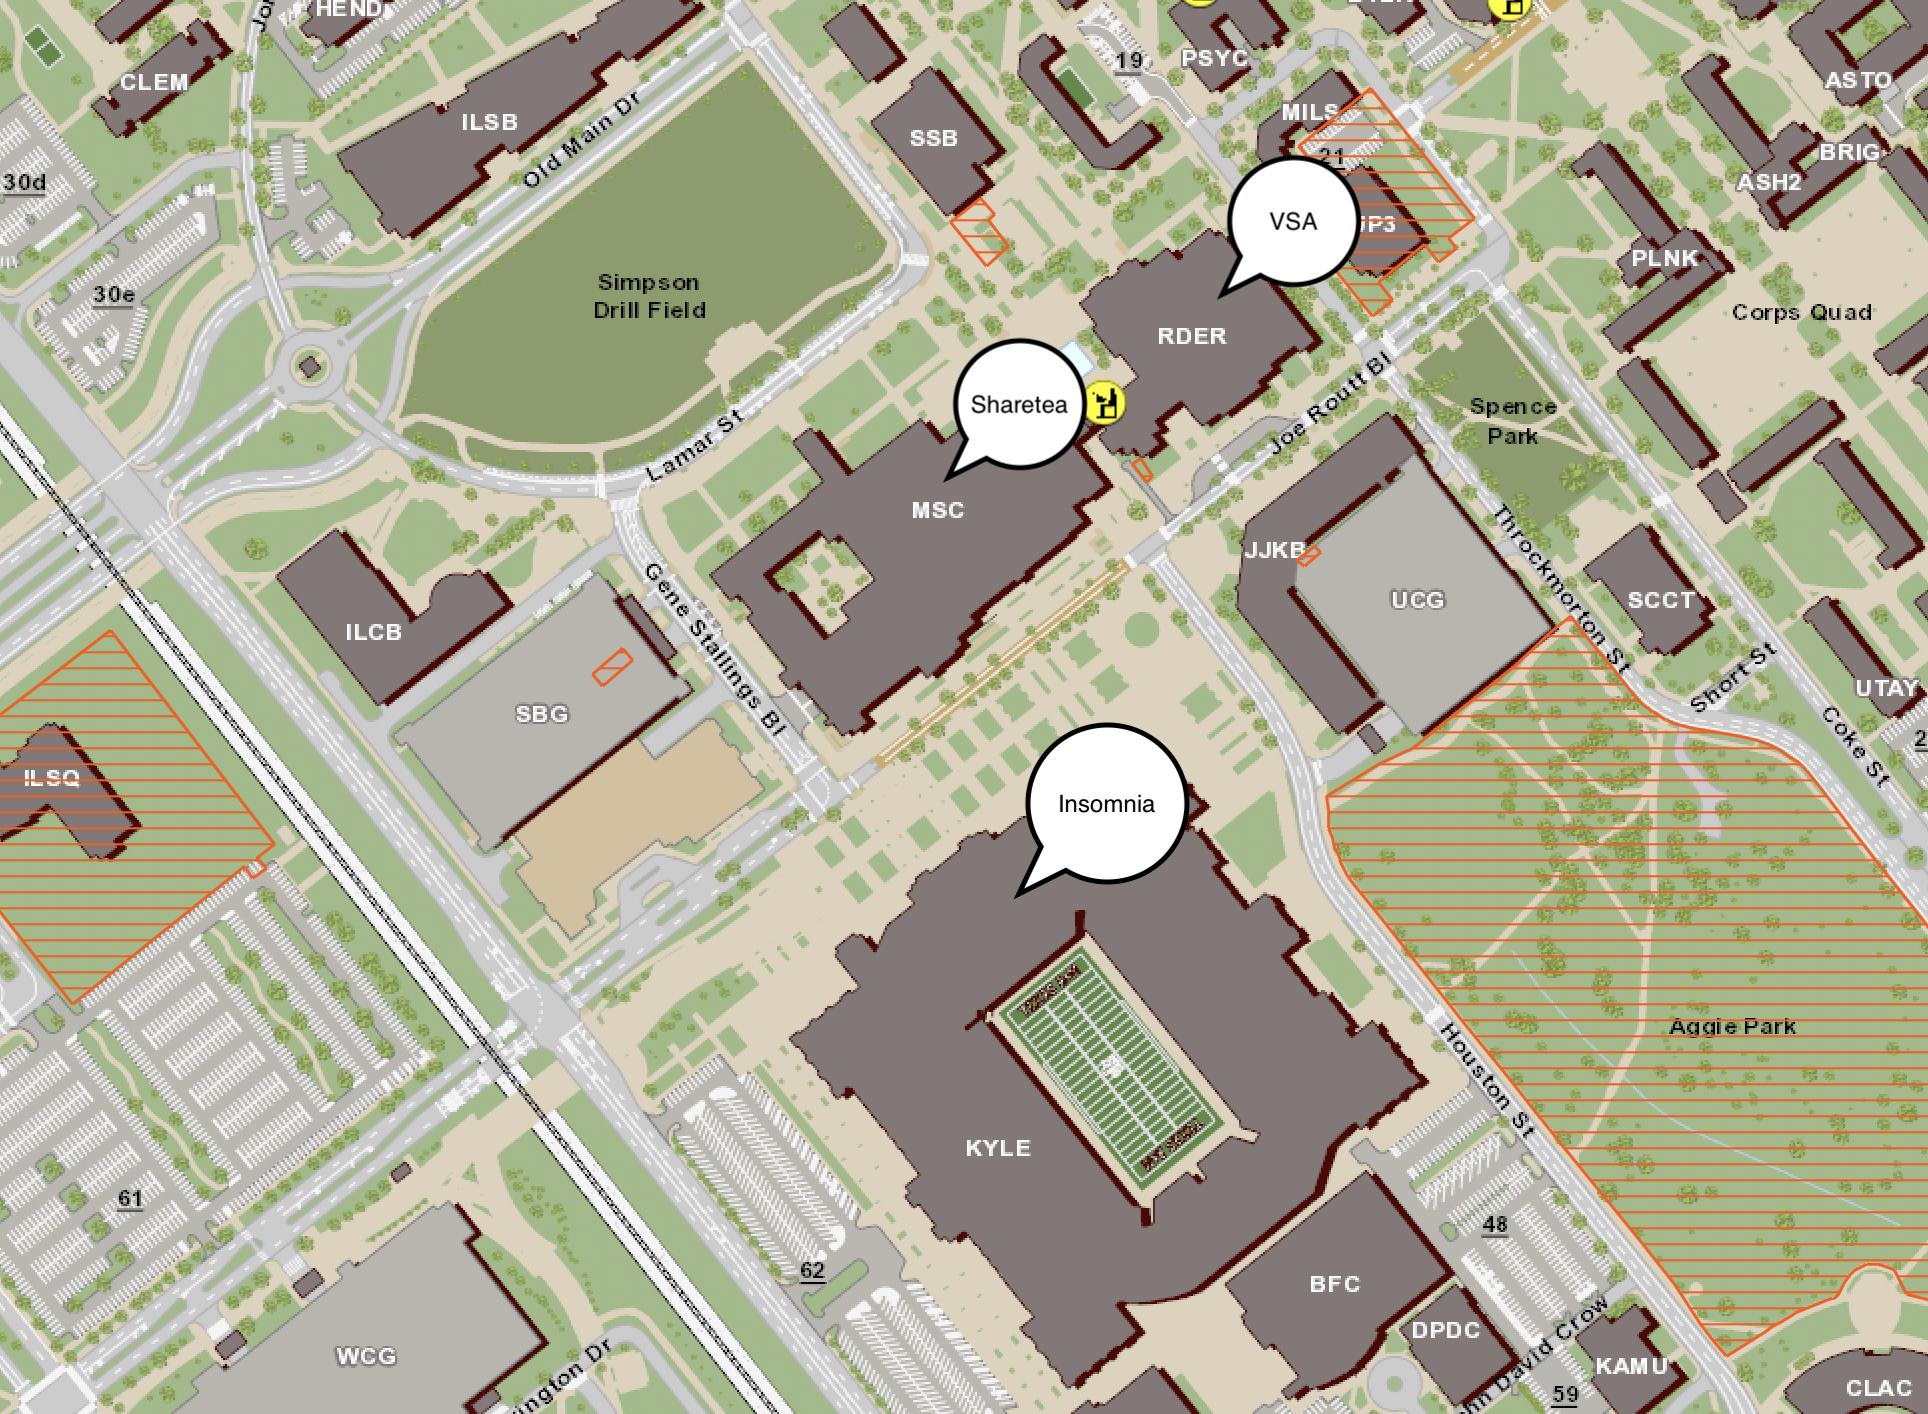 HEND
CLEM
ILSB
Old Main Dr
30d
30e
Simpson
Drill Field
SSB
19
PSYC
MILS
21
VSA
ASTO
BRIG
ASH2
PLNK
Corps Quad
RDER
Sharetea
Lamar St
Joe Routt Bl
Spence
Park
MSC
JJKB
UCG
Throckmorton St
SCCT
Short St
UTAY
Coke St
ILCB
Gene Stallings Bl
SBG
ILSQ
Insomnia
Aggie Park
Houston St
KYLE
61
62
48
BFC
DPDC
KAMU
CLAC
WCG
59